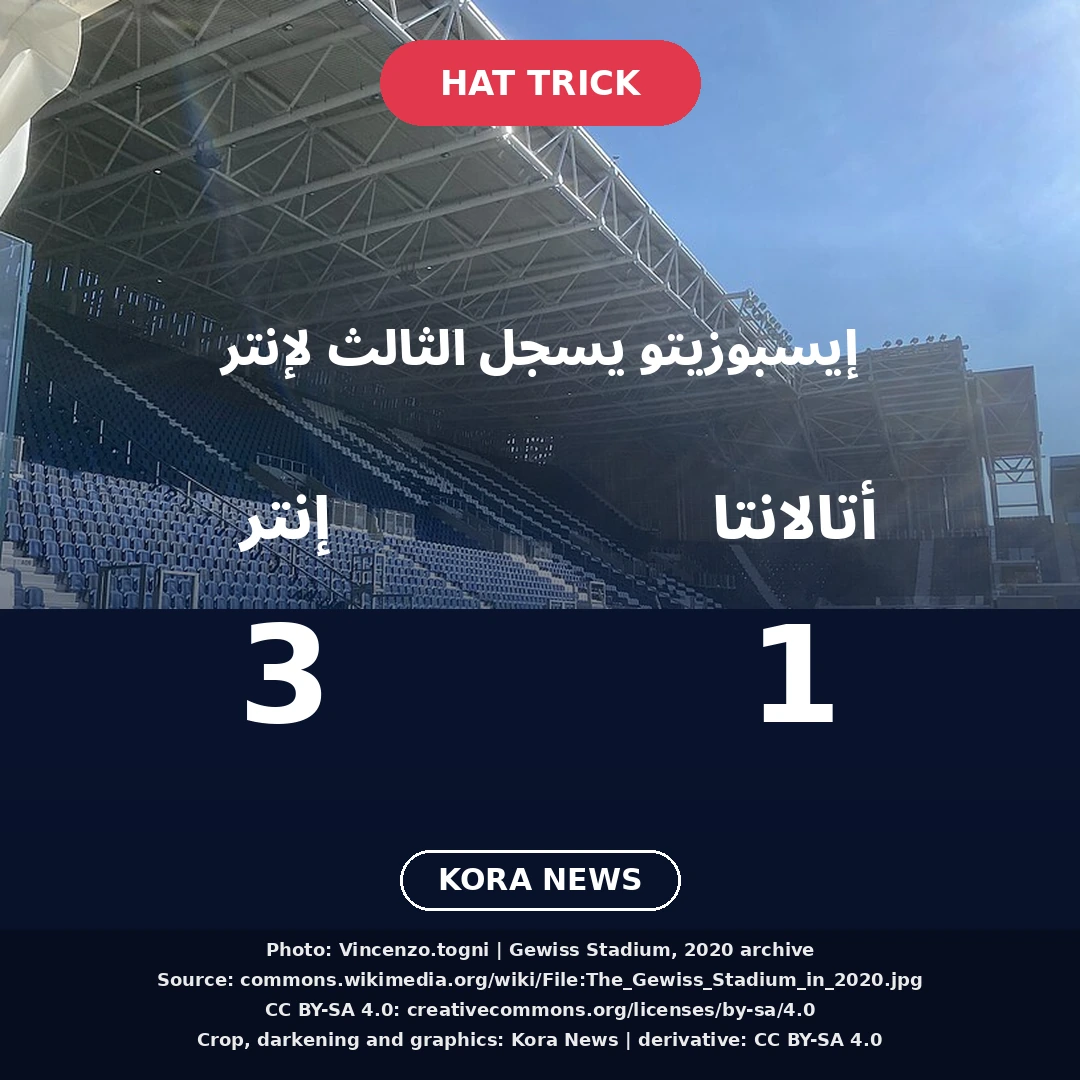 HAT TRICK
إيسبوزيتو يسجل الثالث لإنتر
أتالانتا
إنتر
1
3
KORA NEWS
Photo: Vincenzo.togni | Gewiss Stadium, 2020 archive
Source: commons.wikimedia.org/wiki/File:The_Gewiss_Stadium_in_2020.jpg
CC BY-SA 4.0: creativecommons.org/licenses/by-sa/4.0
Crop, darkening and graphics: Kora News | derivative: CC BY-SA 4.0